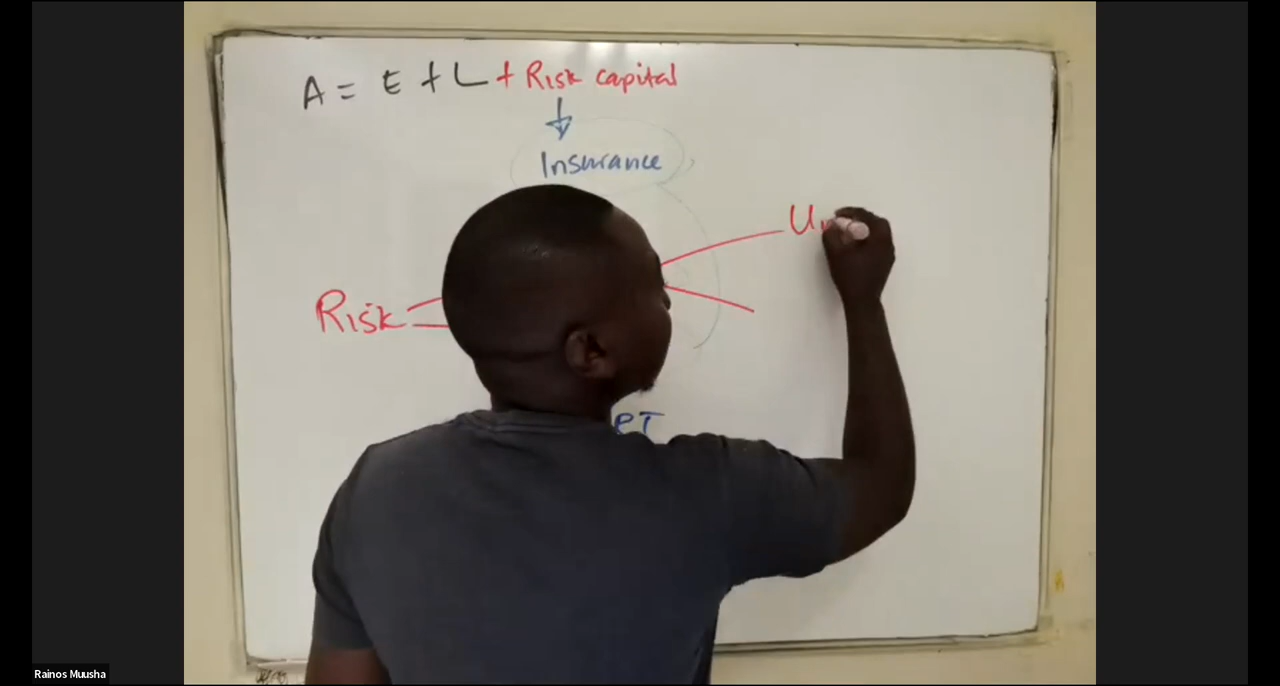 A = E + L + Risk capital
Insurance
Risk
Rainos Muusha